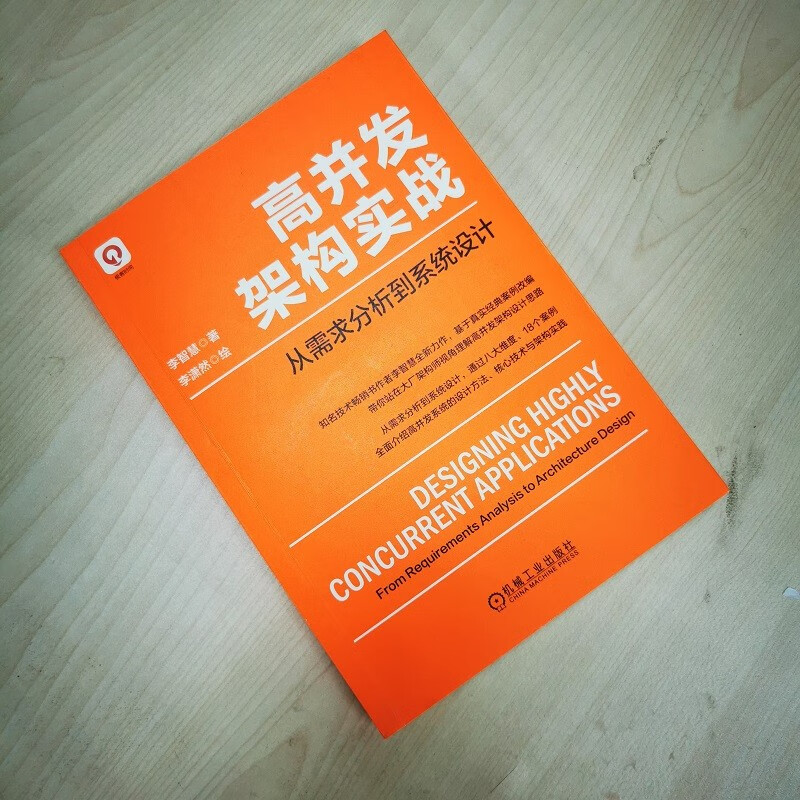 高并发
架构实战
从需求分析到系统设计
李智慧 著
李潇然 绘
知名技术畅销书作者李智慧全新力作,基于真实经典案例改编
带你站在大厂架构师视角理解高并发架构设计思路
从需求分析到系统设计,通过八大维度、18个案例
全面介绍高并发系统的设计方法、核心技术与架构实践
DESIGNING HIGHLY
CONCURRENT APPLICATIONS
From Requirements Analysis to Architecture Design
机械工业出版社
CHINA MACHINE PRESS